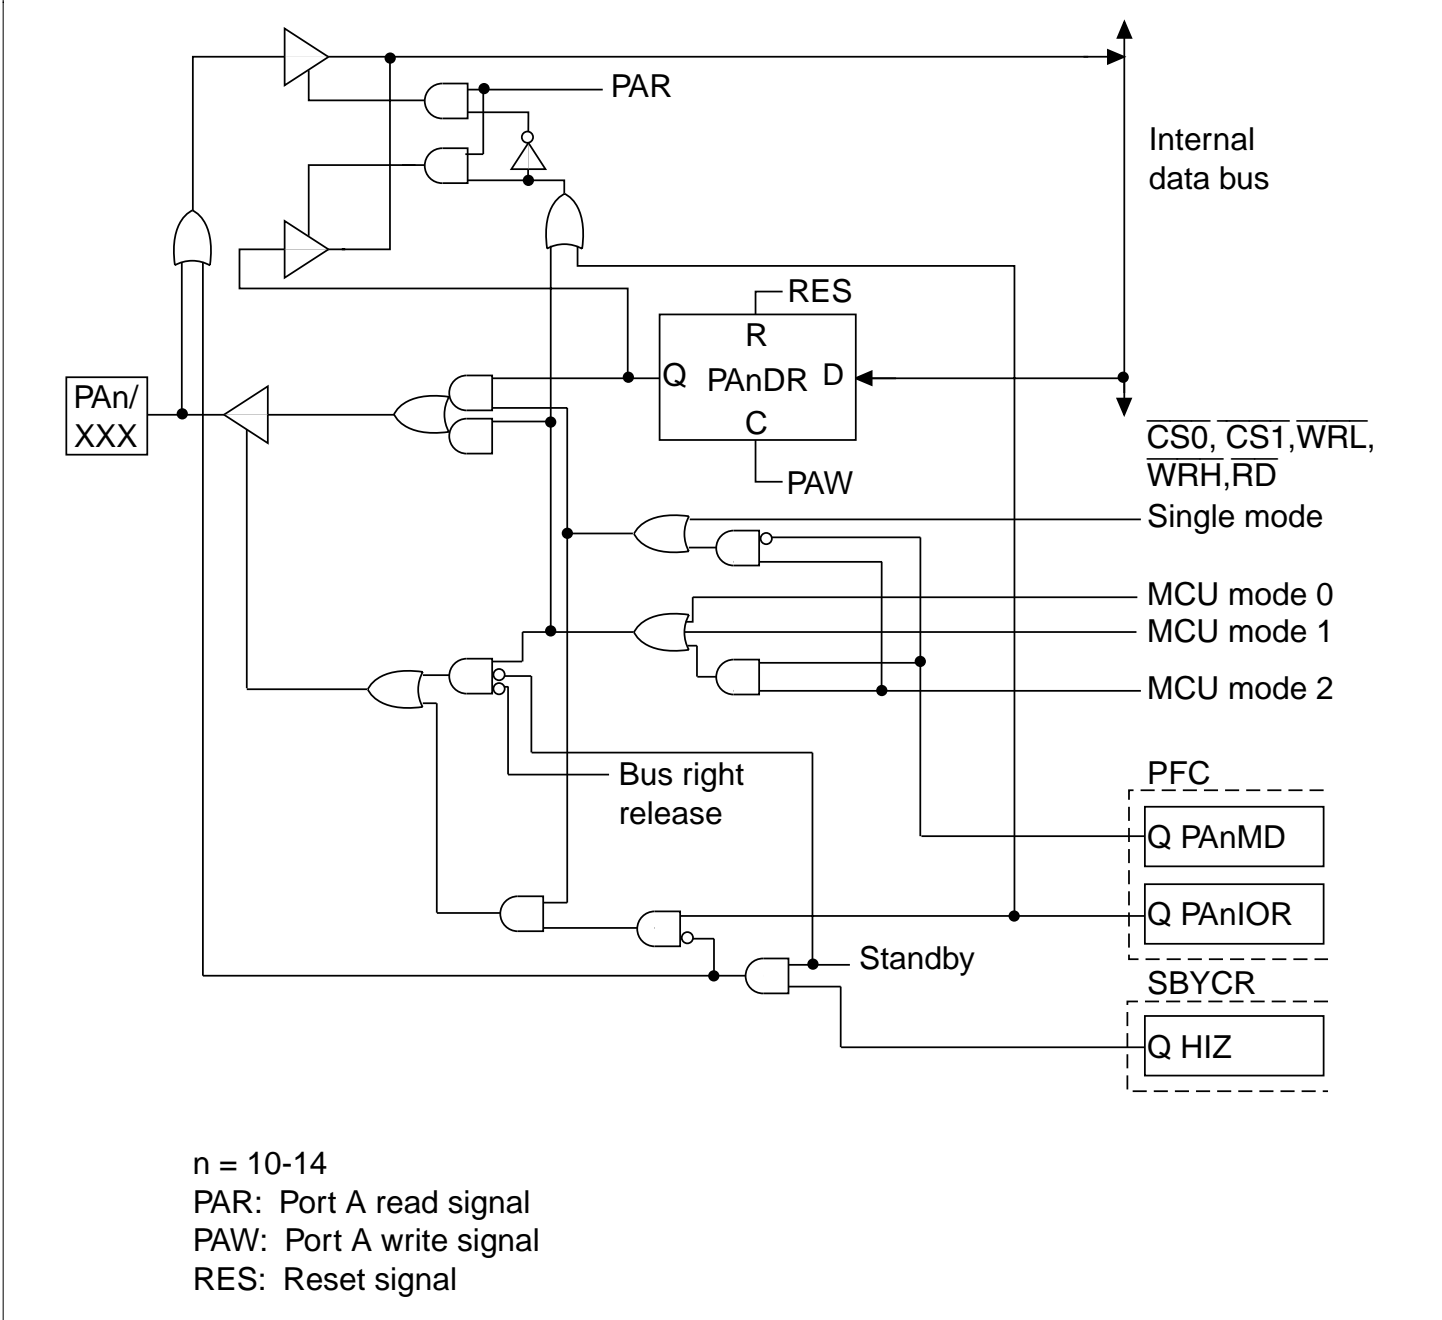 PAR
Internal
data bus
RES
R
Q PAnDR D
C
PAW
PAn/
XXX
CS0, CS1,WRL,
WRH,RD
Single mode
MCU mode 0
MCU mode 1
MCU mode 2
Bus right
release
PFC
Q PAnMD
Q PAnIOR
Standby
SBYCR
Q HIZ
n = 10-14
PAR: Port A read signal
PAW: Port A write signal
RES: Reset signal